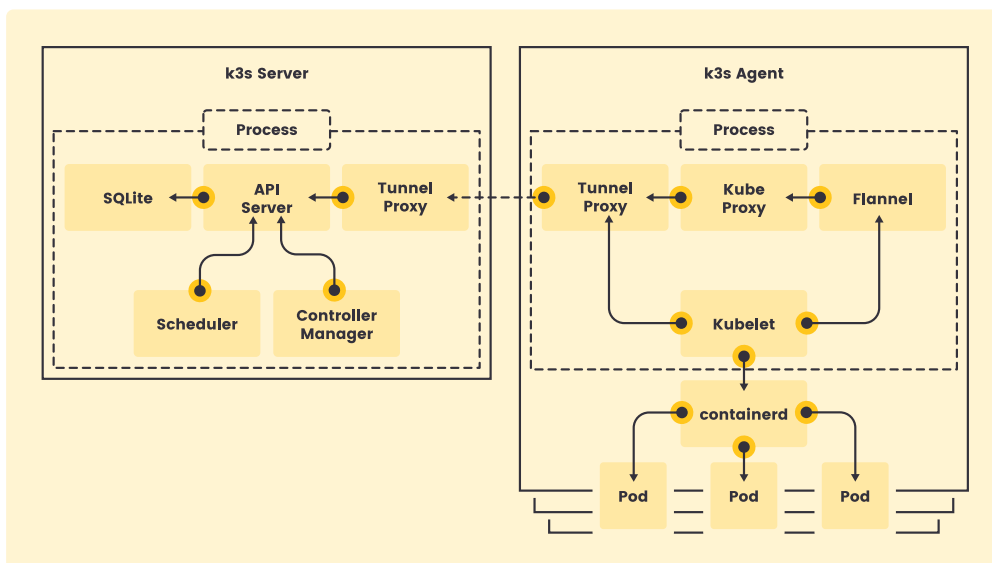 k3s Server
Process
SQLite
API
Server
Tunnel
Proxy
Scheduler
Controller
Manager
k3s Agent
Process
Tunnel
Proxy
Kube
Proxy
Flannel
Kubelet
containerd
Pod
Pod
Pod